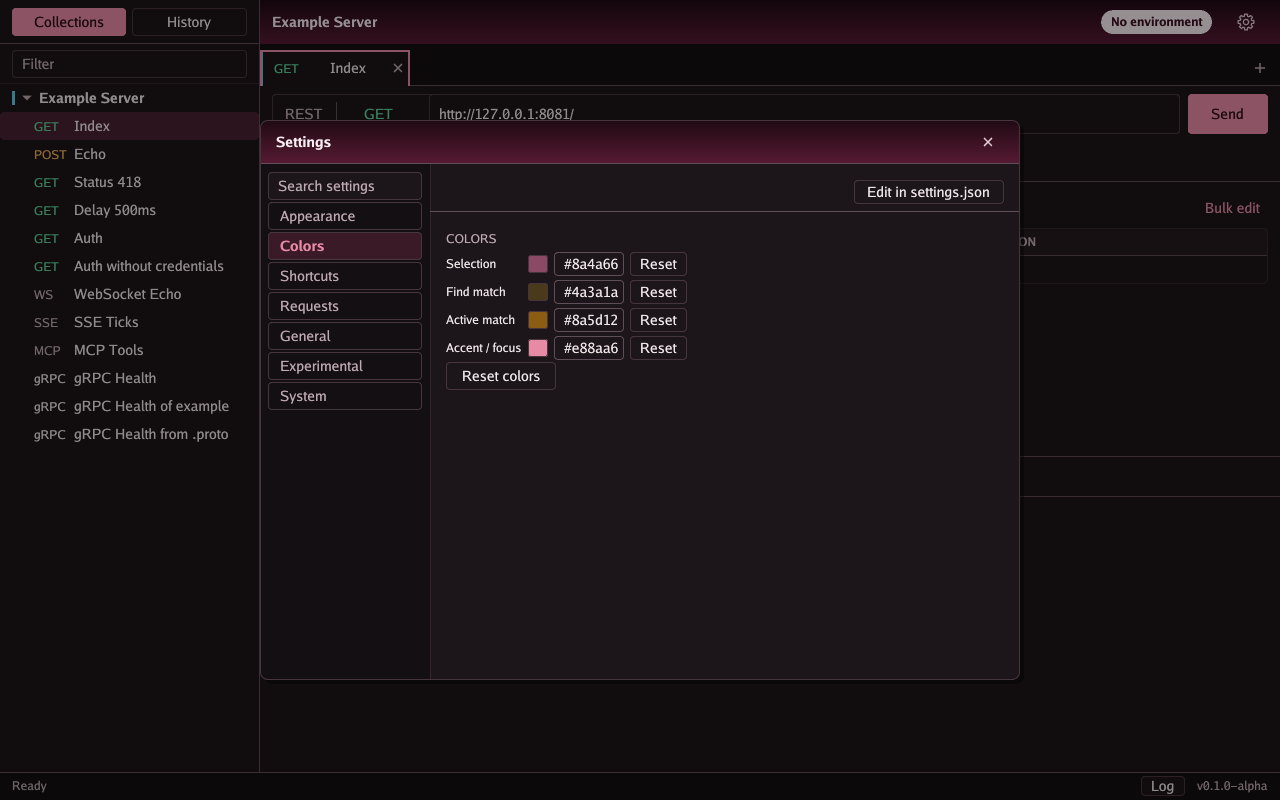 Collections
History
Example Server
No environment
Filter
GET Index
Example Server
GET Index
POST Echo
GET Status 418
GET Delay 500ms
GET Auth
GET Auth without credentials
WS WebSocket Echo
SSE SSE Ticks
MCP MCP Tools
gRPC gRPC Health
gRPC gRPC Health of example
gRPC gRPC Health from .proto
REST GET http://127.0.0.1:8081/
Send
Bulk edit
Settings
Search settings
Appearance
Colors
Shortcuts
Requests
General
Experimental
System
Edit in settings.json
COLORS
Selection #8a4a66 Reset
Find match #4a3a1a Reset
Active match #8a5d12 Reset
Accent / focus #e88aa6 Reset
Reset colors
Ready
Log
v0.1.0-alpha